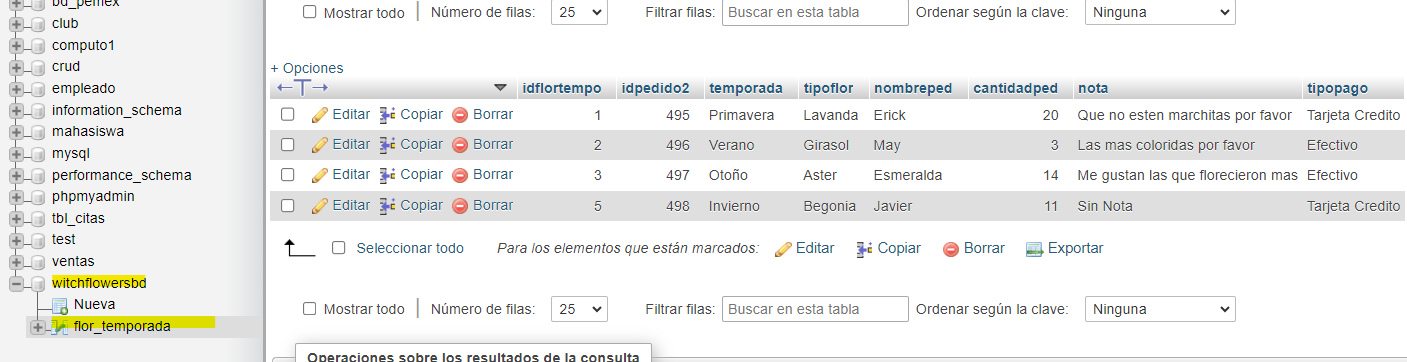 bd_pemex
club
computo1
crud
empleado
information_schema
mahasiswa
mysql
performance_schema
phpmyadmin
tbl_citas
test
ventas
witchflowersbd
Nueva
flor_temporada
Mostrar todo Número de filas: 25 Filtrar filas: Buscar en esta tabla Ordenar según la clave: Ninguna
+ Opciones
←T→ idflortempo idpedido2 temporada tipoflor nombreped cantidadped nota tipopago
Editar Copiar Borrar 1 495 Primavera Lavanda Erick 20 Que no esten marchitas por favor Tarjeta Credito
Editar Copiar Borrar 2 496 Verano Girasol May 3 Las mas coloridas por favor Efectivo
Editar Copiar Borrar 3 497 Otoño Aster Esmeralda 14 Me gustan las que florecieron mas Efectivo
Editar Copiar Borrar 5 498 Invierno Begonia Javier 11 Sin Nota Tarjeta Credito
Seleccionar todo Para los elementos que están marcados: Editar Copiar Borrar Exportar
Mostrar todo Número de filas: 25 Filtrar filas: Buscar en esta tabla Ordenar según la clave: Ninguna
Operaciones sobre los resultados de la consulta